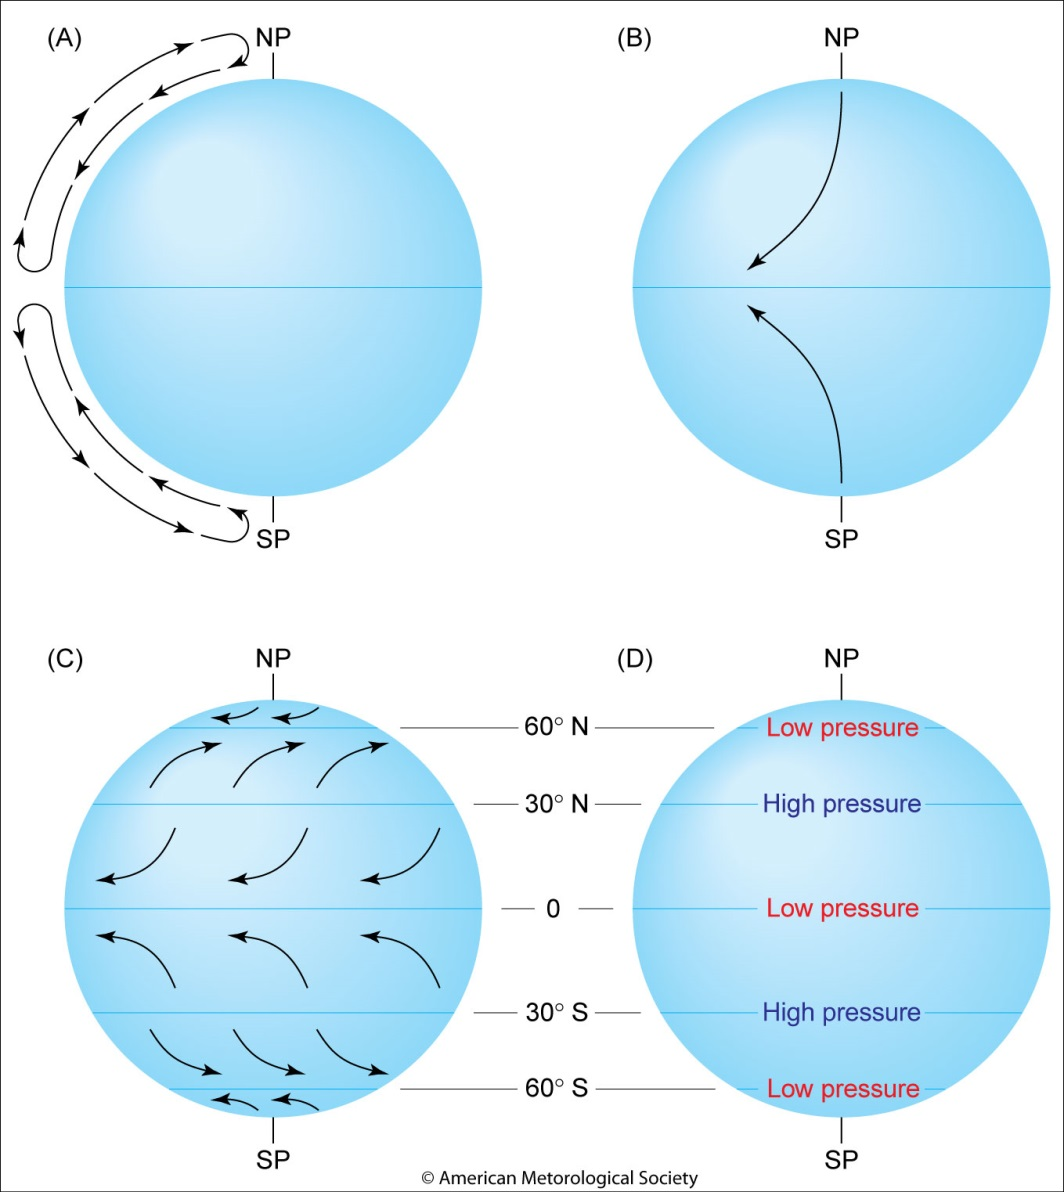 (A)
NP
(B)
NP
SP
SP
(C)
NP
(D)
NP
60° N
Low pressure
30° N
High pressure
0
Low pressure
30° S
High pressure
60° S
Low pressure
SP
SP
© American Metorological Society